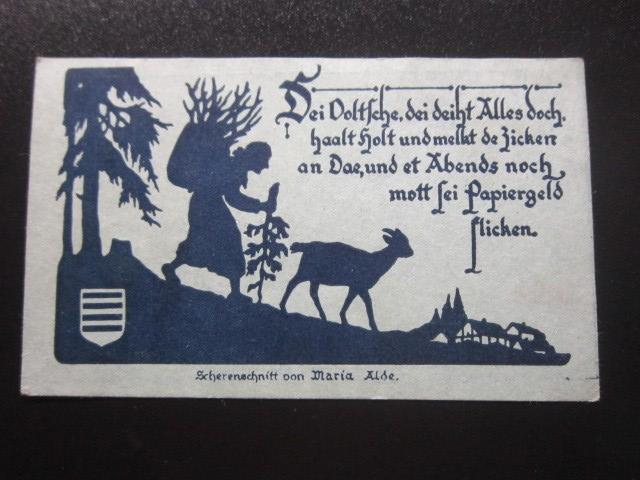 Dei Ooltsche, dei deiht Alles doch,
haalt Holt und melkt de Zicken
an Dae, und et Abends noch
mott sei Papiergeld
flicken.
Scherenschnitt von Maria Alde.